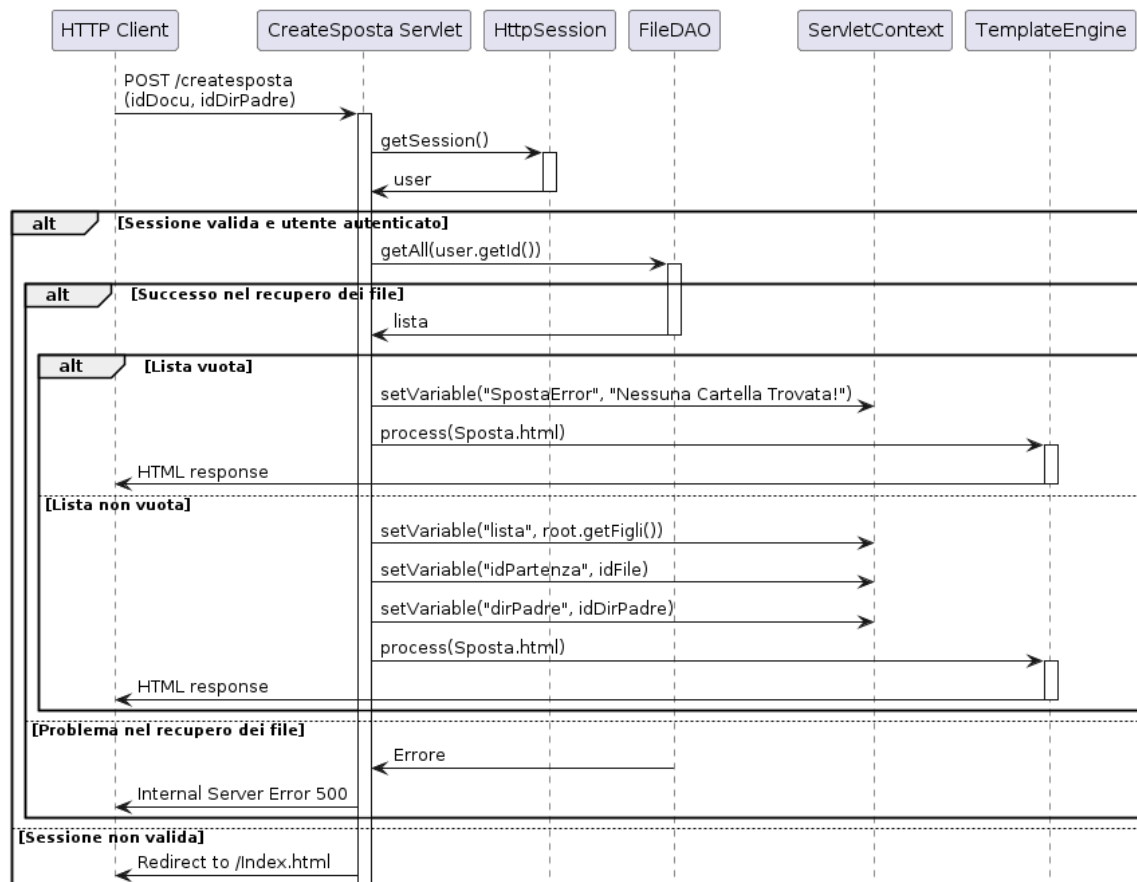 HTTP Client
CreateSposta Servlet
HttpSession
FileDAO
ServletContext
TemplateEngine
POST /createsposta
(idDocu, idDirPadre)
getSession()
user
alt [Sessione valida e utente autenticato]
getAll(user.getId())
alt [Successo nel recupero dei file]
lista
alt [Lista vuota]
setVariable("SpostaError", "Nessuna Cartella Trovata!")
process(Sposta.html)
HTML response
[Lista non vuota]
setVariable("lista", root.getFigli())
setVariable("idPartenza", idFile)
setVariable("dirPadre", idDirPadre)
process(Sposta.html)
HTML response
[Problema nel recupero dei file]
Errore
Internal Server Error 500
[Sessione non valida]
Redirect to /Index.html